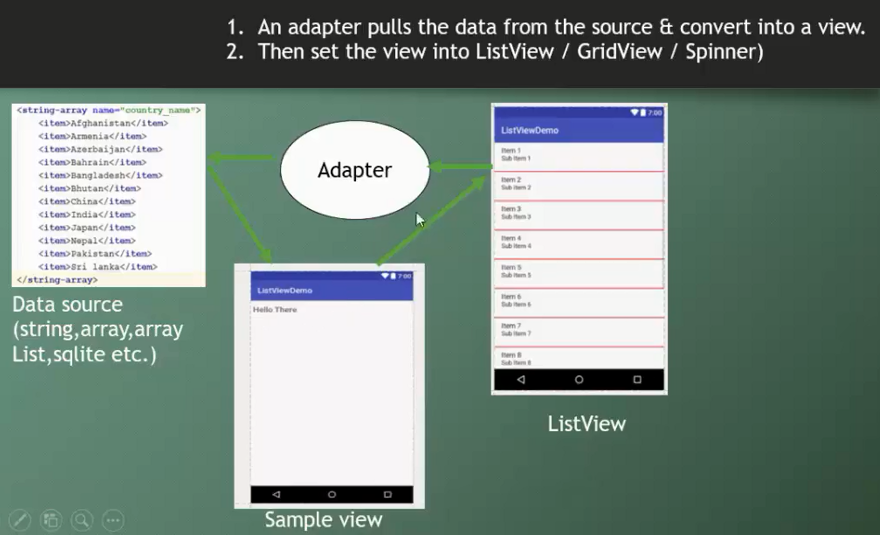 1. An adapter pulls the data from the source & convert into a view.
2. Then set the view into ListView / GridView / Spinner)
<string-array name="country_name">
<item>Afghanistan</item>
<item>Armenia</item>
<item>Azerbaijan</item>
<item>Bahrain</item>
<item>Bangladesh</item>
<item>Bhutan</item>
<item>China</item>
<item>India</item>
<item>Japan</item>
<item>Nepal</item>
<item>Pakistan</item>
<item>Sri lanka</item>
</string-array>
Data source
(string,array,array
List,sqlite etc.)
Adapter
7:00
ListViewDemo
Hello There
Sample view
7:00
ListViewDemo
Item 1
Sub Item 1
Item 2
Sub Item 2
Item 3
Sub Item 3
Item 4
Sub Item 4
Item 5
Sub Item 5
Item 6
Sub Item 6
Item 7
Sub Item 7
Item 8
Sub Item 8
ListView